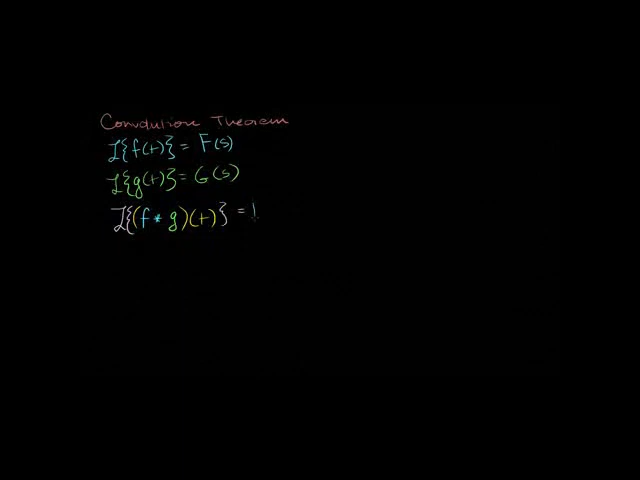 Convolution Theorem
ℒ{f(t)} = F(s)
ℒ{g(t)} = G(s)
ℒ{(f * g)(t)} =